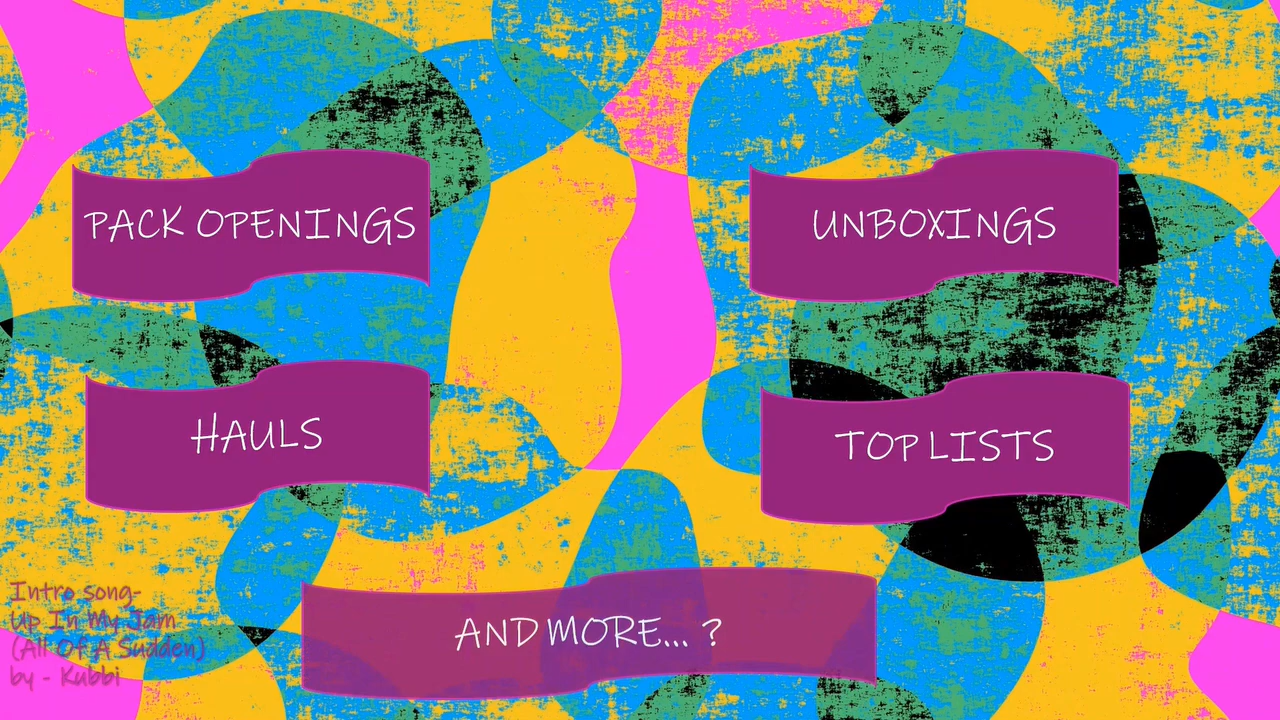 PACK OPENINGS
UNBOXINGS
HAULS
TOP LISTS
AND MORE... ?
Intro song-
Up In My Jam
(All Of A Sudden)
by - Kubbi